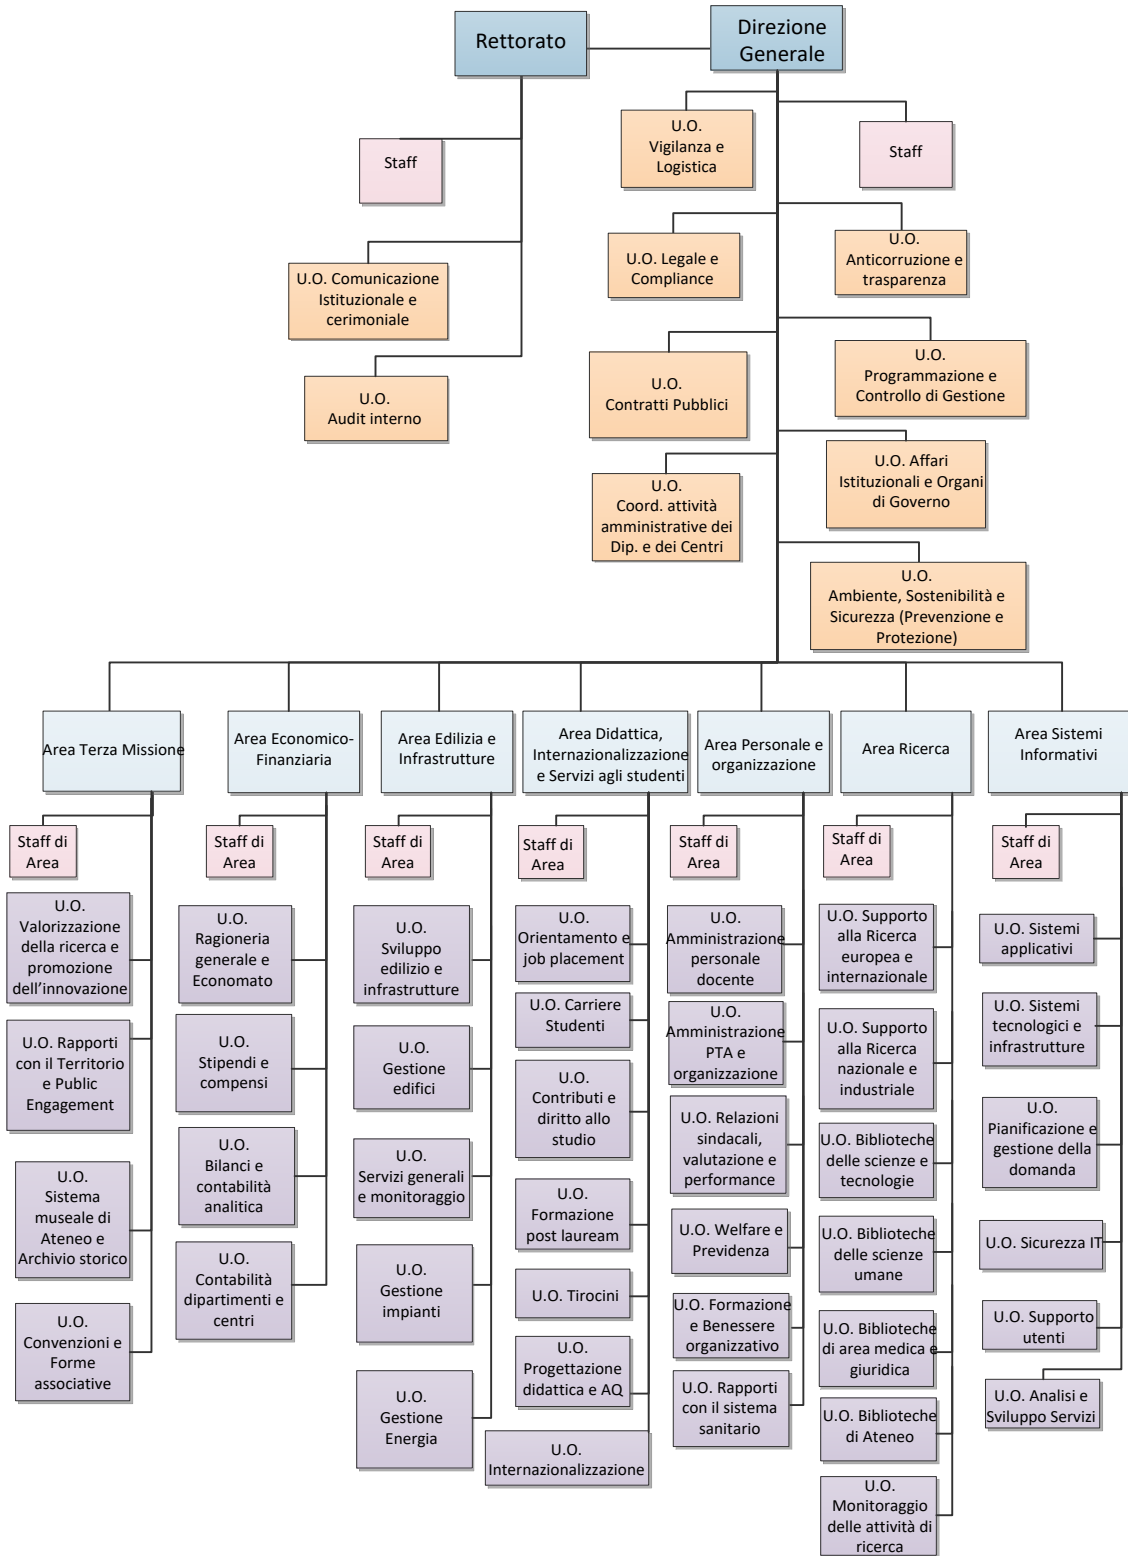 Rettorato
Direzione
Generale
U.O.
Vigilanza e
Logistica
Staff
Staff
U.O. Legale e
Compliance
U.O.
Anticorruzione e
trasparenza
U.O. Comunicazione
Istituzionale e
cerimoniale
U.O.
Contratti Pubblici
U.O.
Programmazione e
Controllo di Gestione
U.O.
Audit interno
U.O.
Coord. attività
amministrative dei
Dip. e dei Centri
U.O. Affari
Istituzionali e Organi
di Governo
U.O.
Ambiente, Sostenibilità e
Sicurezza (Prevenzione e
Protezione)
Area Terza Missione
Area Economico-
Finanziaria
Area Edilizia e
Infrastrutture
Area Didattica,
Internazionalizzazione
e Servizi agli studenti
Area Personale e
organizzazione
Area Ricerca
Area Sistemi
Informativi
Staff di
Area
Staff di
Area
Staff di
Area
Staff di
Area
Staff di
Area
Staff di
Area
Staff di
Area
U.O.
Valorizzazione
della ricerca e
promozione
dell'innovazione
U.O. Rapporti
con il Territorio
e Public
Engagement
U.O.
Sistema
museale di
Ateneo e
Archivio storico
U.O.
Convenzioni e
Forme
associative
U.O.
Ragioneria
generale e
Economato
U.O.
Stipendi e
compensi
U.O.
Bilanci e
contabilità
analitica
U.O.
Contabilità
dipartimenti e
centri
U.O.
Sviluppo
edilizio e
infrastrutture
U.O.
Gestione
edifici
U.O.
Servizi generali
e monitoraggio
U.O.
Gestione
impianti
U.O.
Gestione
Energia
U.O.
Orientamento e
job placement
U.O. Carriere
Studenti
U.O.
Contributi e
diritto allo
studio
U.O.
Formazione
post lauream
U.O. Tirocini
U.O.
Progettazione
didattica e AQ
U.O.
Internazionalizzazione
U.O.
Amministrazione
personale
docente
U.O.
Amministrazione
PTA e
organizzazione
U.O. Relazioni
sindacali,
valutazione e
performance
U.O. Welfare e
Previdenza
U.O. Formazione
e Benessere
organizzativo
U.O. Rapporti
con il sistema
sanitario
U.O. Supporto
alla Ricerca
europea e
internazionale
U.O. Supporto
alla Ricerca
nazionale e
industriale
U.O. Biblioteche
delle scienze e
tecnologie
U.O. Biblioteche
delle scienze
umane
U.O. Biblioteche
di area medica e
giuridica
U.O. Biblioteche
di Ateneo
U.O.
Monitoraggio
delle attività di
ricerca
U.O. Sistemi
applicativi
U.O. Sistemi
tecnologici e
infrastrutture
U.O.
Pianificazione e
gestione della
domanda
U.O. Sicurezza IT
U.O. Supporto
utenti
U.O. Analisi e
Sviluppo Servizi